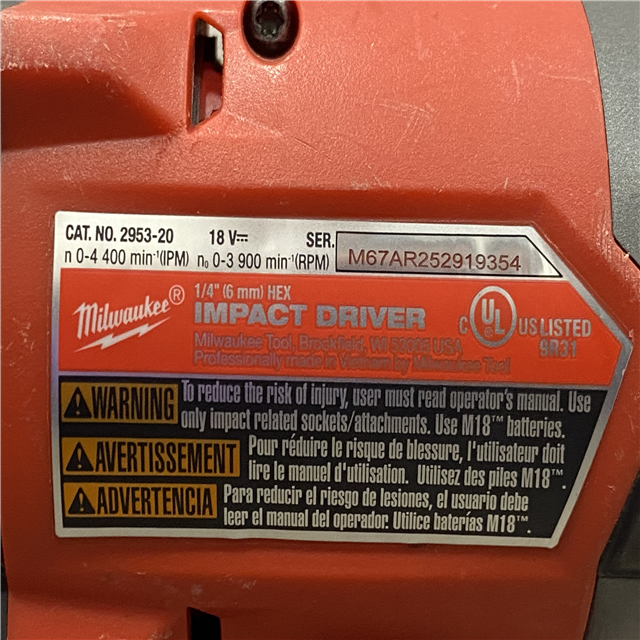 CAT. NO. 2953-20 18 V⎓ SER. M67AR252919354
n 0-4 400 min⁻¹(IPM) n₀ 0-3 900 min⁻¹(RPM)
Milwaukee®
1/4" (6 mm) HEX
IMPACT DRIVER
Milwaukee Tool, Brookfield, WI 53005 USA
Professionally made in Vietnam by Milwaukee Tool
C UL® US LISTED
9R31
WARNING To reduce the risk of injury, user must read operator's manual. Use
only impact related sockets/attachments. Use M18™ batteries.
AVERTISSEMENT Pour réduire le risque de blessure, l'utilisateur doit
lire le manuel d'utilisation. Utilisez des piles M18™.
ADVERTENCIA Para reducir el riesgo de lesiones, el usuario debe
leer el manual del operador. Utilice baterías M18™